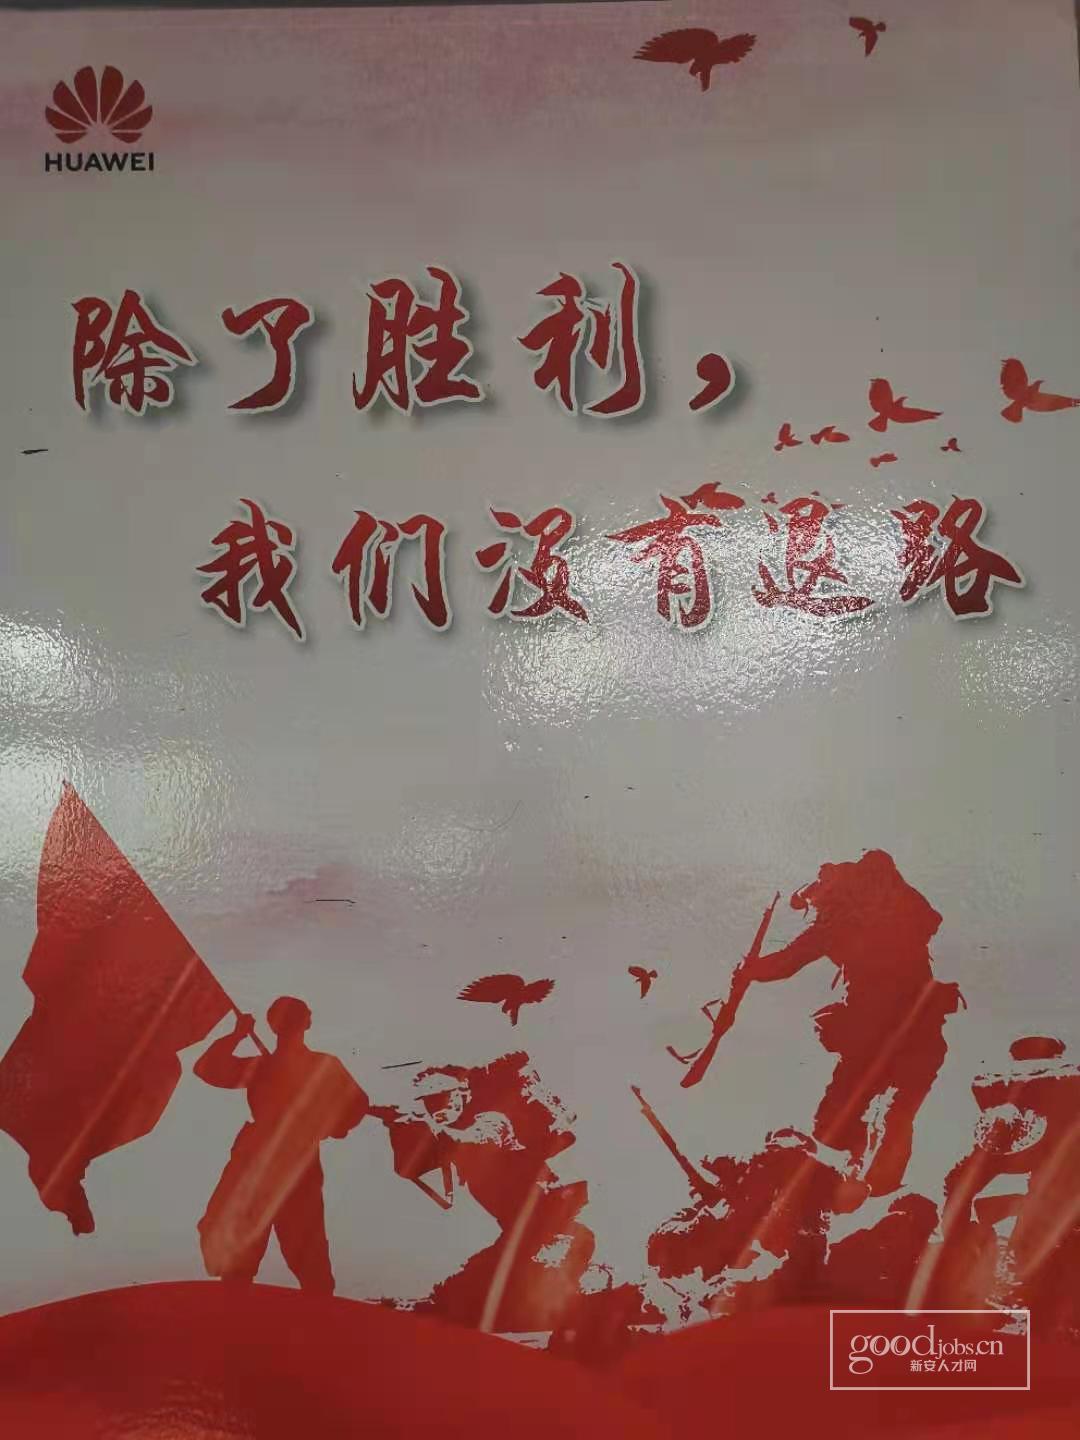 HUAWEI
除了胜利，
我们没有退路
goodjobs.cn
新安人才网